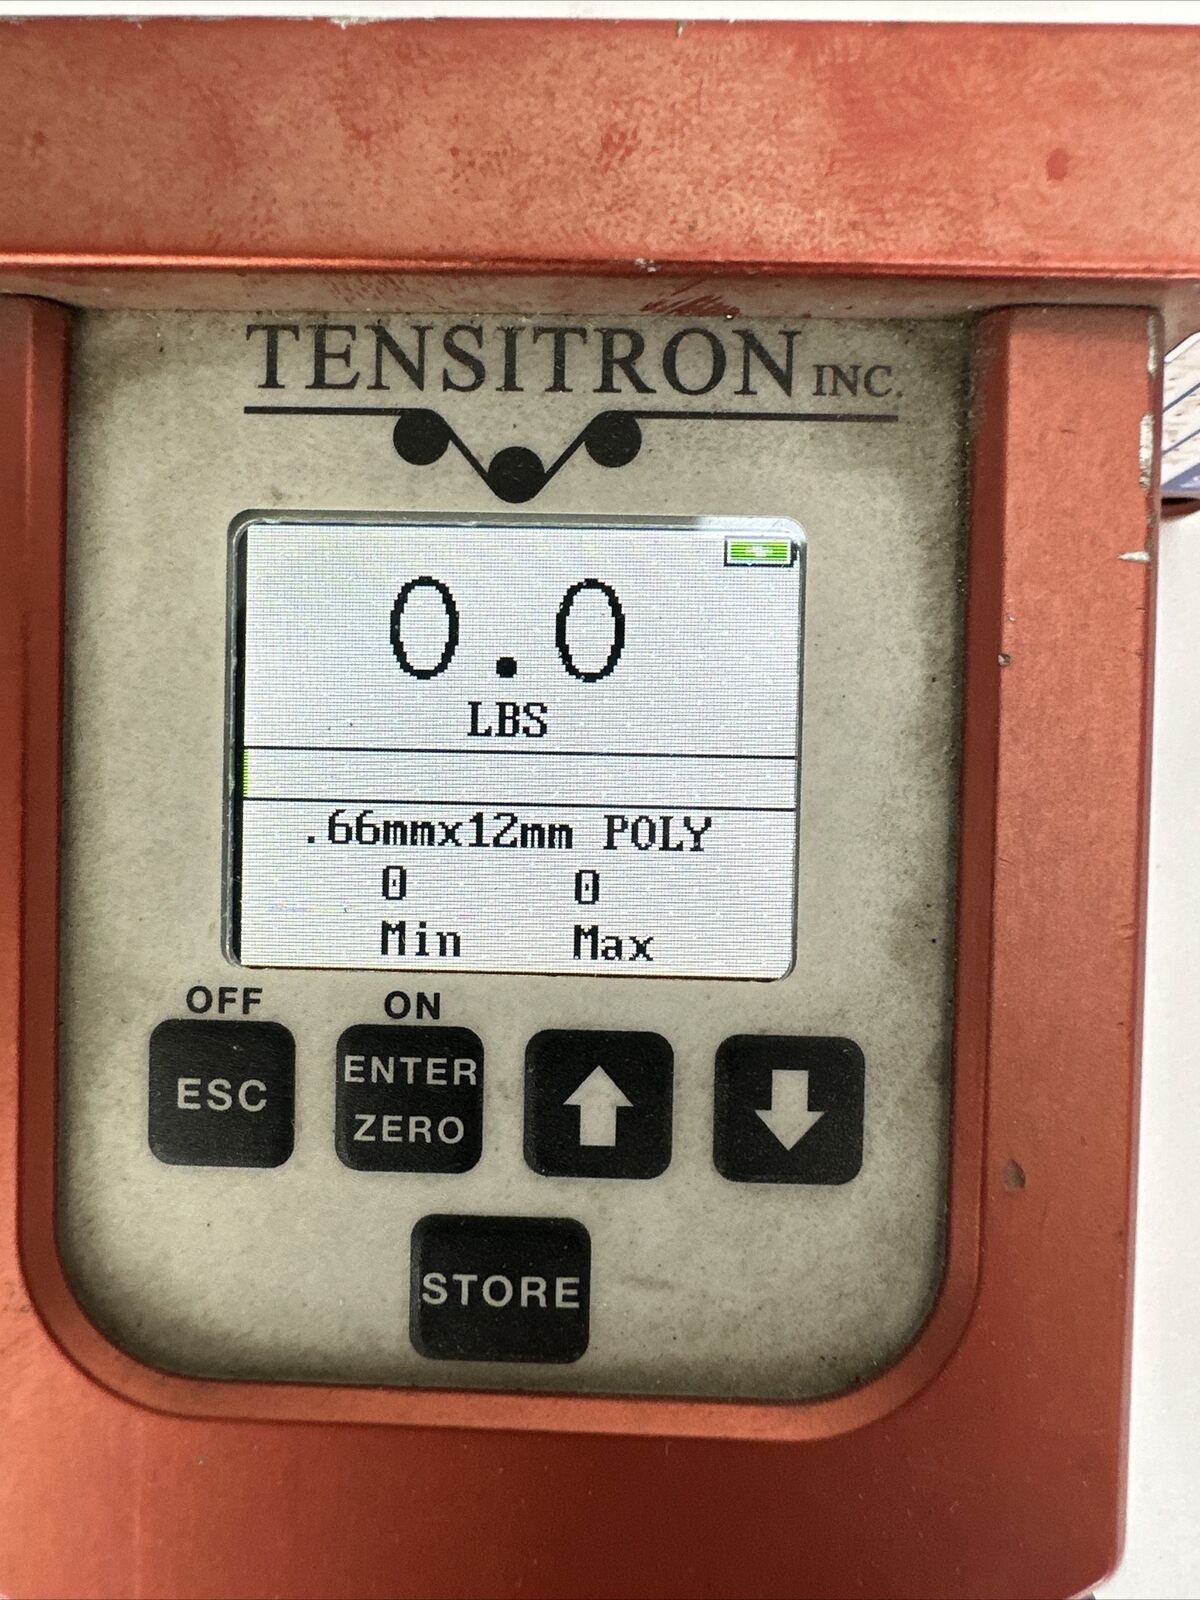 TENSITRON INC.
0.0
LBS
.66mmx12mm POLY
0 0
Min Max
OFF ON
ESC ENTER ZERO
STORE